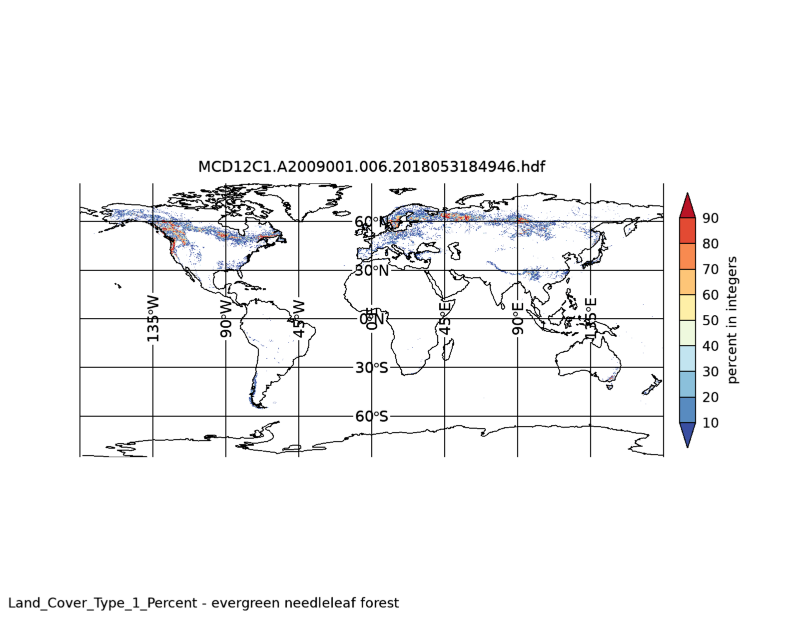 MCD12C1.A2009001.006.2018053184946.hdf
60°N
30°N
0°N
30°S
60°S
135°W
90°W
45°W
0°E
45°E
90°E
135°E
90
80
70
60
50
40
30
20
10
percent in integers
Land_Cover_Type_1_Percent - evergreen needleleaf forest